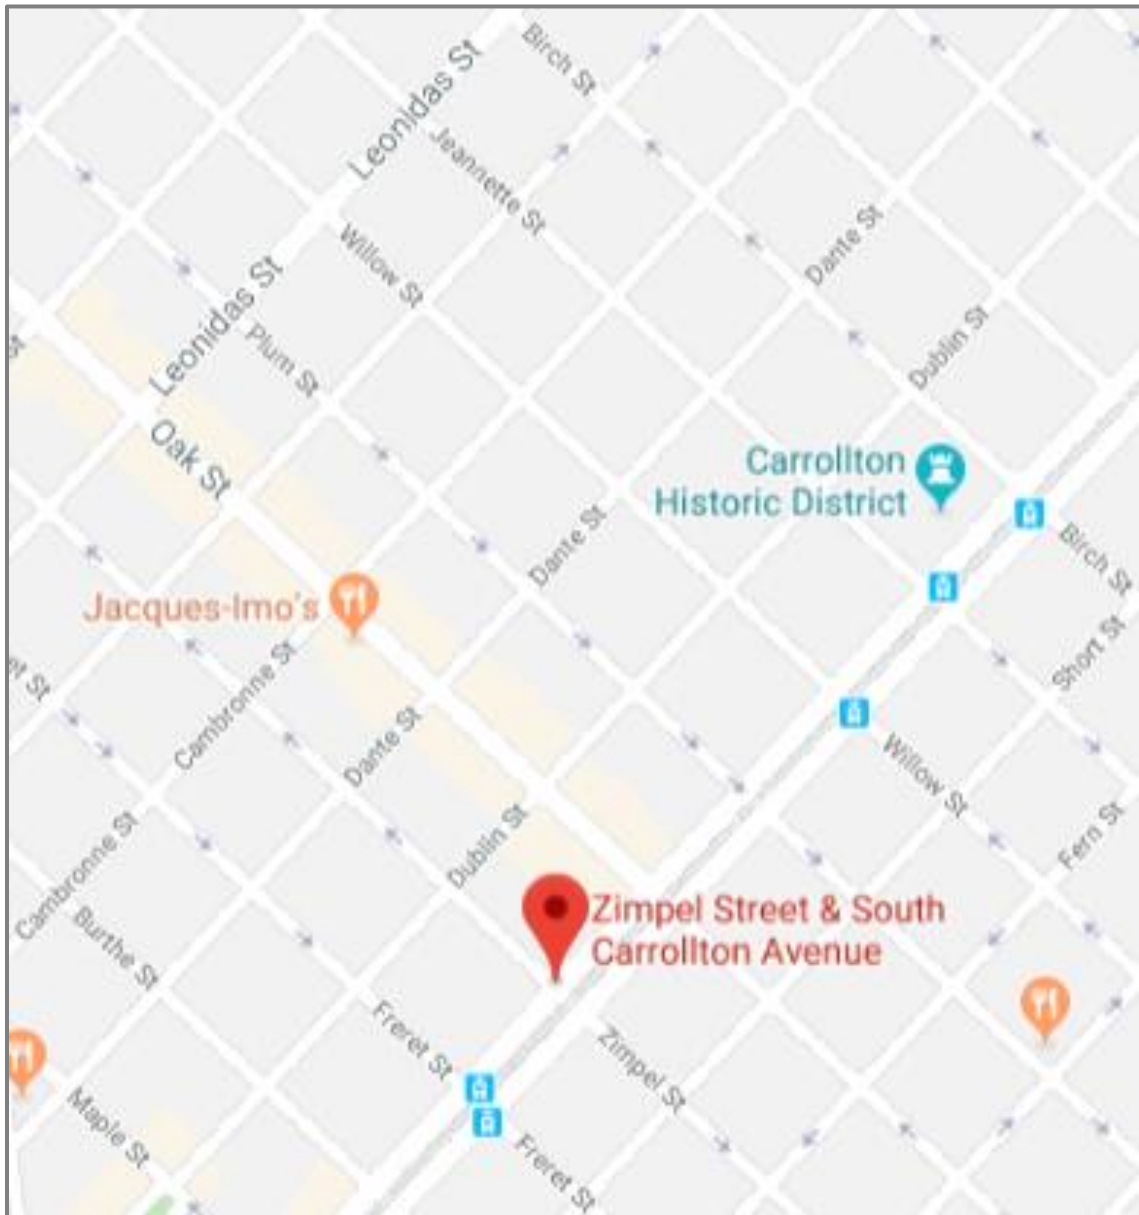 Birch St
Leonidas St
Jeannette St
Willow St
Dante St
Leonidas St
Plum St
Dublin St
Oak St
Carrollton
Historic District
Dante St
Birch St
Jacques-Imo's
Short St
Cambronne St
Dante St
Willow St
Dublin St
Fern St
Cambronne St
Zimpel Street & South
Carrollton Avenue
Burthe St
Freret St
Zimpel St
Maple St
Freret St